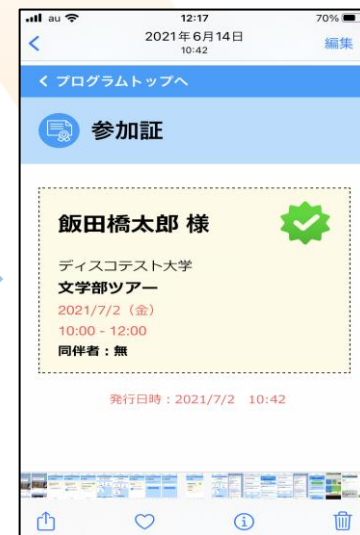 au 12:17 70%
2021年6月14日
10:42
編集
プログラムトップへ
参加証
飯田橋太郎 様
ディスコテスト大学
文学部ツアー
2021/7/2（金）
10:00 - 12:00
同伴者：無
発行日時：2021/7/2 10:42